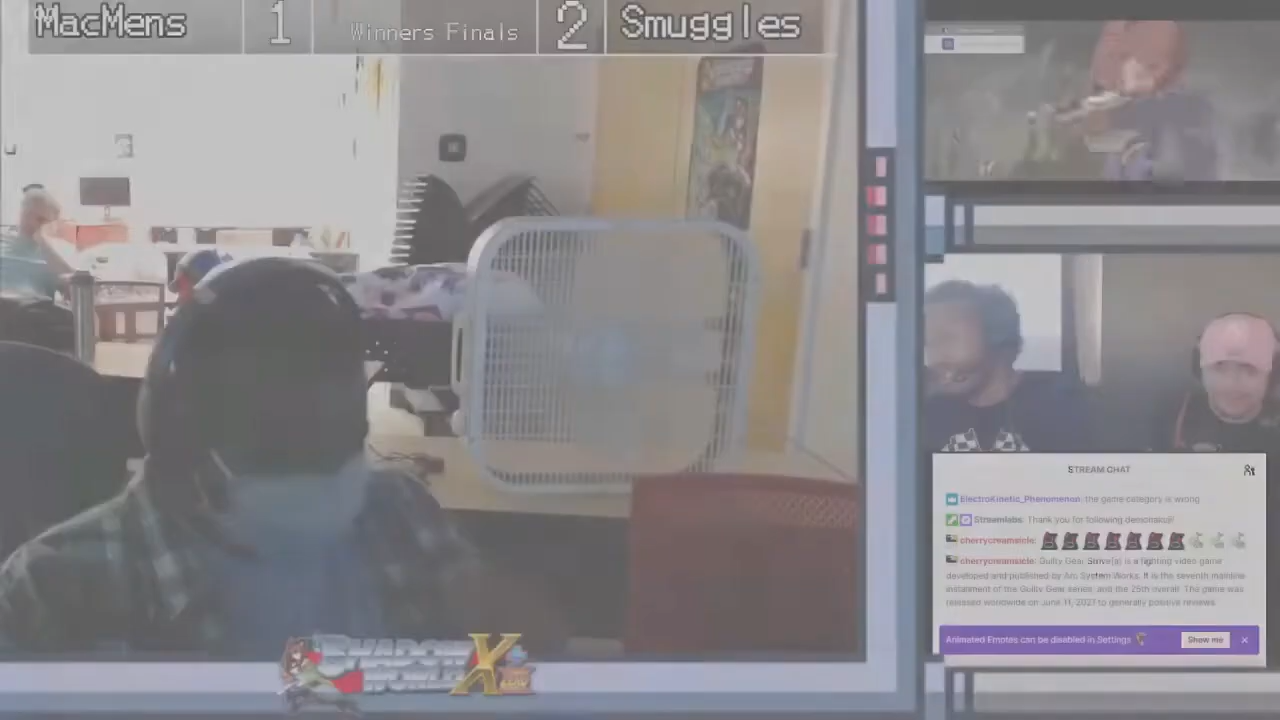 MacMens 1 Winners Finals 2 Smuggles
STREAM CHAT
ElectroKinetic_Phenomenon: the game category is wrong
Streamlabs: Thank you for following
cherrycreamsicle:
cherrycreamsicle: Guilty Gear Strive[a] is a fighting video game
developed and published by Arc System Works. It is the seventh mainline
installment of the Guilty Gear series, and the 25th overall. The game was
released worldwide on June 11, 2021 to generally positive reviews.
Animated Emotes can be disabled in Settings Show me
SHADOW
WORLD X